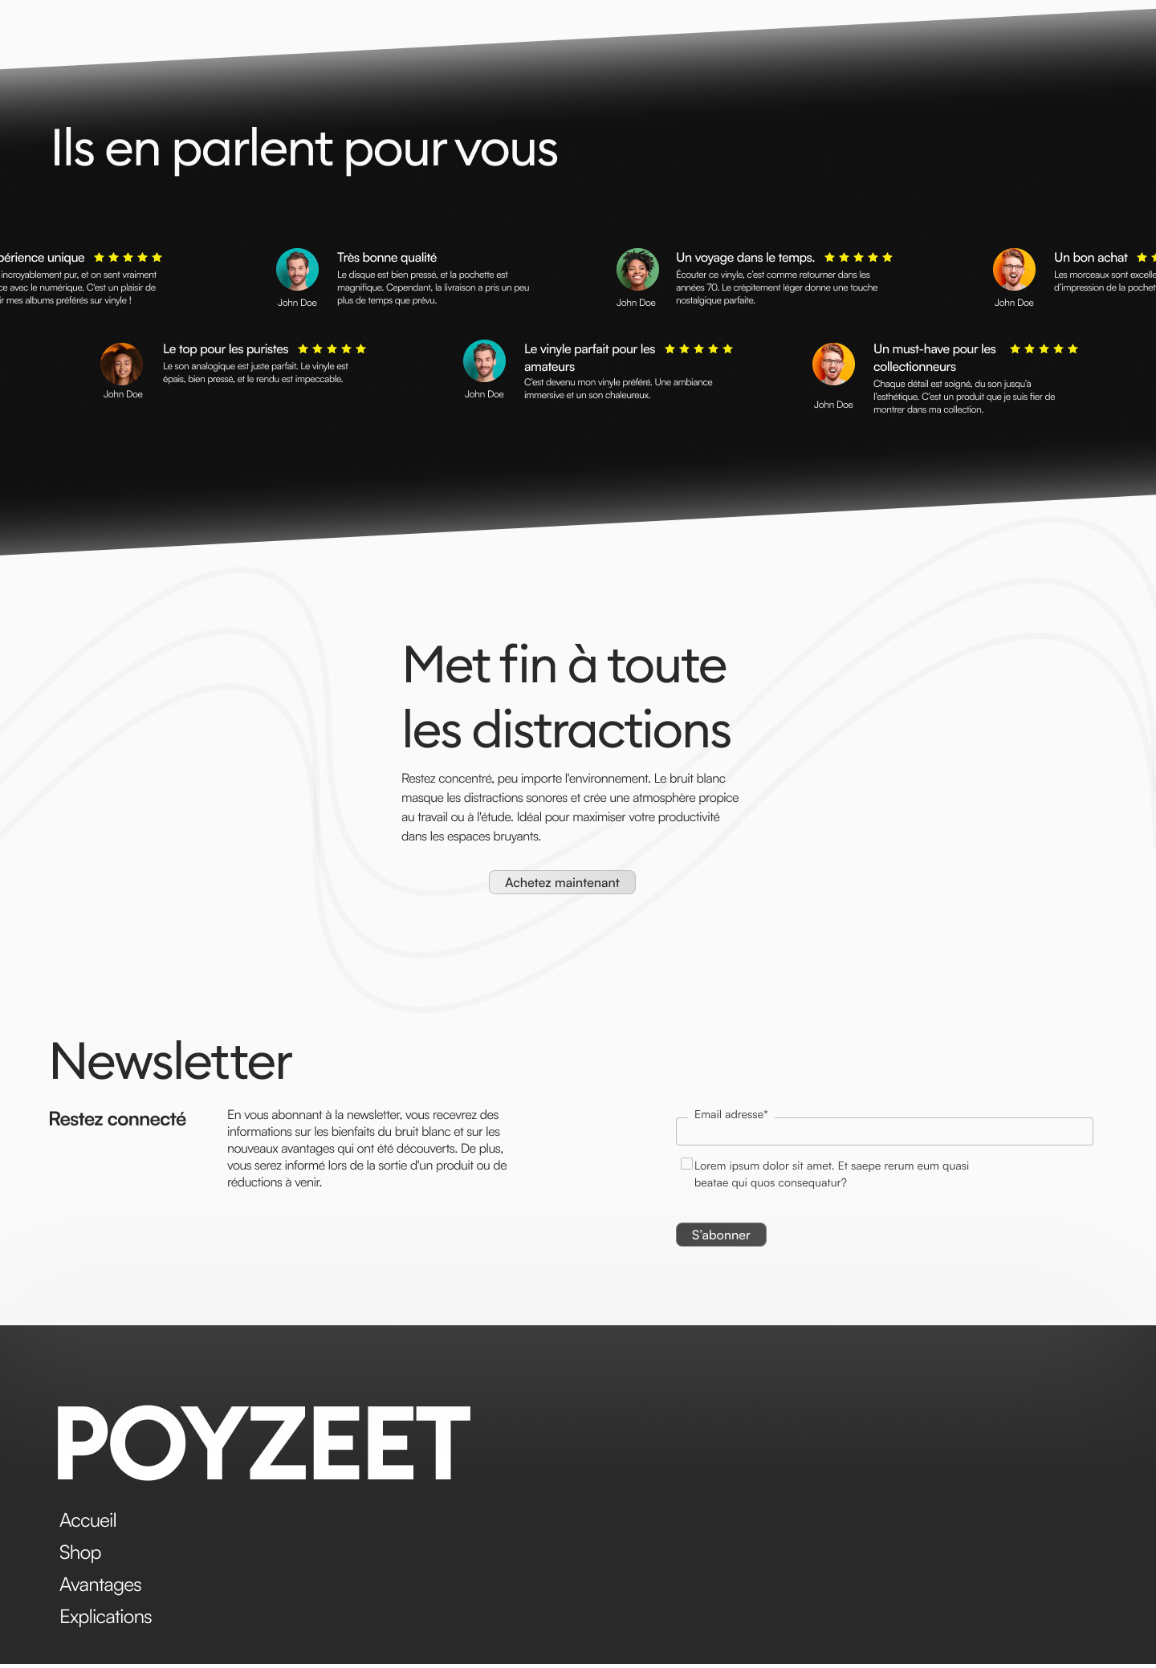 Ils en parlent pour vous
périence unique
incroyablement pur, et on sent vraiment
ce avec le numérique. C'est un plaisir de
ir mes albums préférés sur vinyle !
Très bonne qualité
Le disque est bien pressé, et la pochette est
magnifique. Cependant, la livraison a pris un peu
plus de temps que prévu.
John Doe
Un voyage dans le temps.
Écouter ce vinyle, c'est comme retourner dans les
années 70. Le crépitement léger donne une touche
nostalgique parfaite.
John Doe
Un bon achat
Les morceaux sont excelle
d'impression de la pochet
John Doe
Le top pour les puristes
Le son analogique est juste parfait. Le vinyle est
épais, bien pressé, et le rendu est impeccable.
John Doe
Le vinyle parfait pour les
amateurs
C'est devenu mon vinyle préféré. Une ambiance
immersive et un son chaleureux.
John Doe
Un must-have pour les
collectionneurs
Chaque détail est soigné, du son jusqu'à
l'esthétique. C'est un produit que je suis fier de
montrer dans ma collection.
John Doe
Met fin à toute
les distractions
Restez concentré, peu importe l'environnement. Le bruit blanc
masque les distractions sonores et crée une atmosphère propice
au travail ou à l'étude. Idéal pour maximiser votre productivité
dans les espaces bruyants.
Achetez maintenant
Newsletter
Restez connecté
En vous abonnant à la newsletter, vous recevrez des
informations sur les bienfaits du bruit blanc et sur les
nouveaux avantages qui ont été découverts. De plus,
vous serez informé lors de la sortie d'un produit ou de
réductions à venir.
Email adresse*
Lorem ipsum dolor sit amet. Et saepe rerum eum quasi
beatae qui quos consequatur?
S'abonner
POYZEET
Accueil
Shop
Avantages
Explications